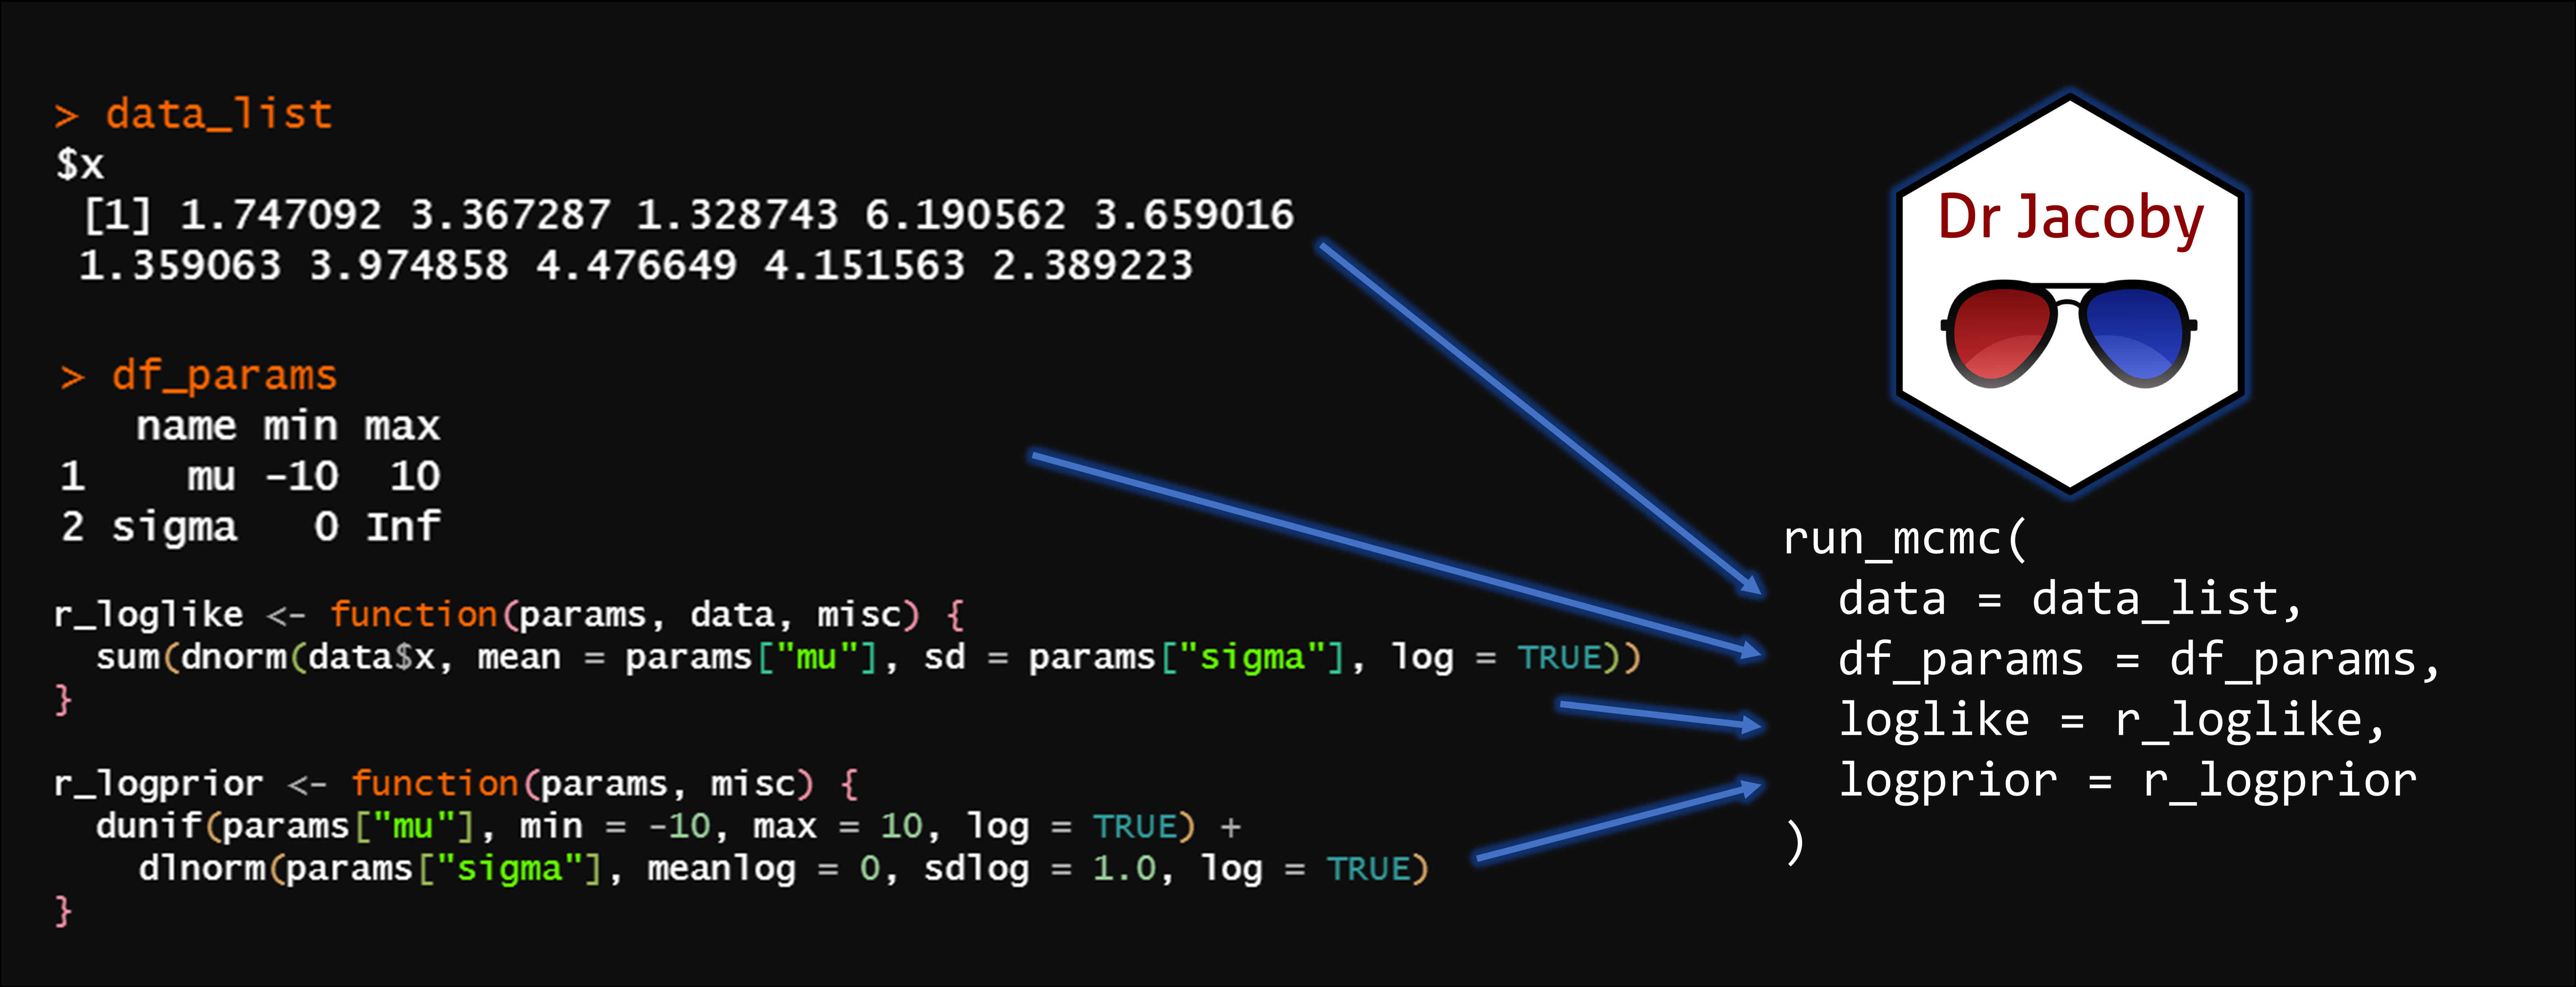 > data_list
$x
[1] 1.747092 3.367287 1.328743 6.190562 3.659016
1.359063 3.974858 4.476649 4.151563 2.389223
> df_params
name min max
1 mu -10 10
2 sigma 0 Inf
r_loglike <- function(params, data, misc) {
sum(dnorm(data$x, mean = params["mu"], sd = params["sigma"], log = TRUE))
}
r_logprior <- function(params, misc) {
dunif(params["mu"], min = -10, max = 10, log = TRUE) +
dlnorm(params["sigma"], meanlog = 0, sdlog = 1.0, log = TRUE)
}
Dr Jacoby
run_mcmc(
data = data_list,
df_params = df_params,
loglike = r_loglike,
logprior = r_logprior
)